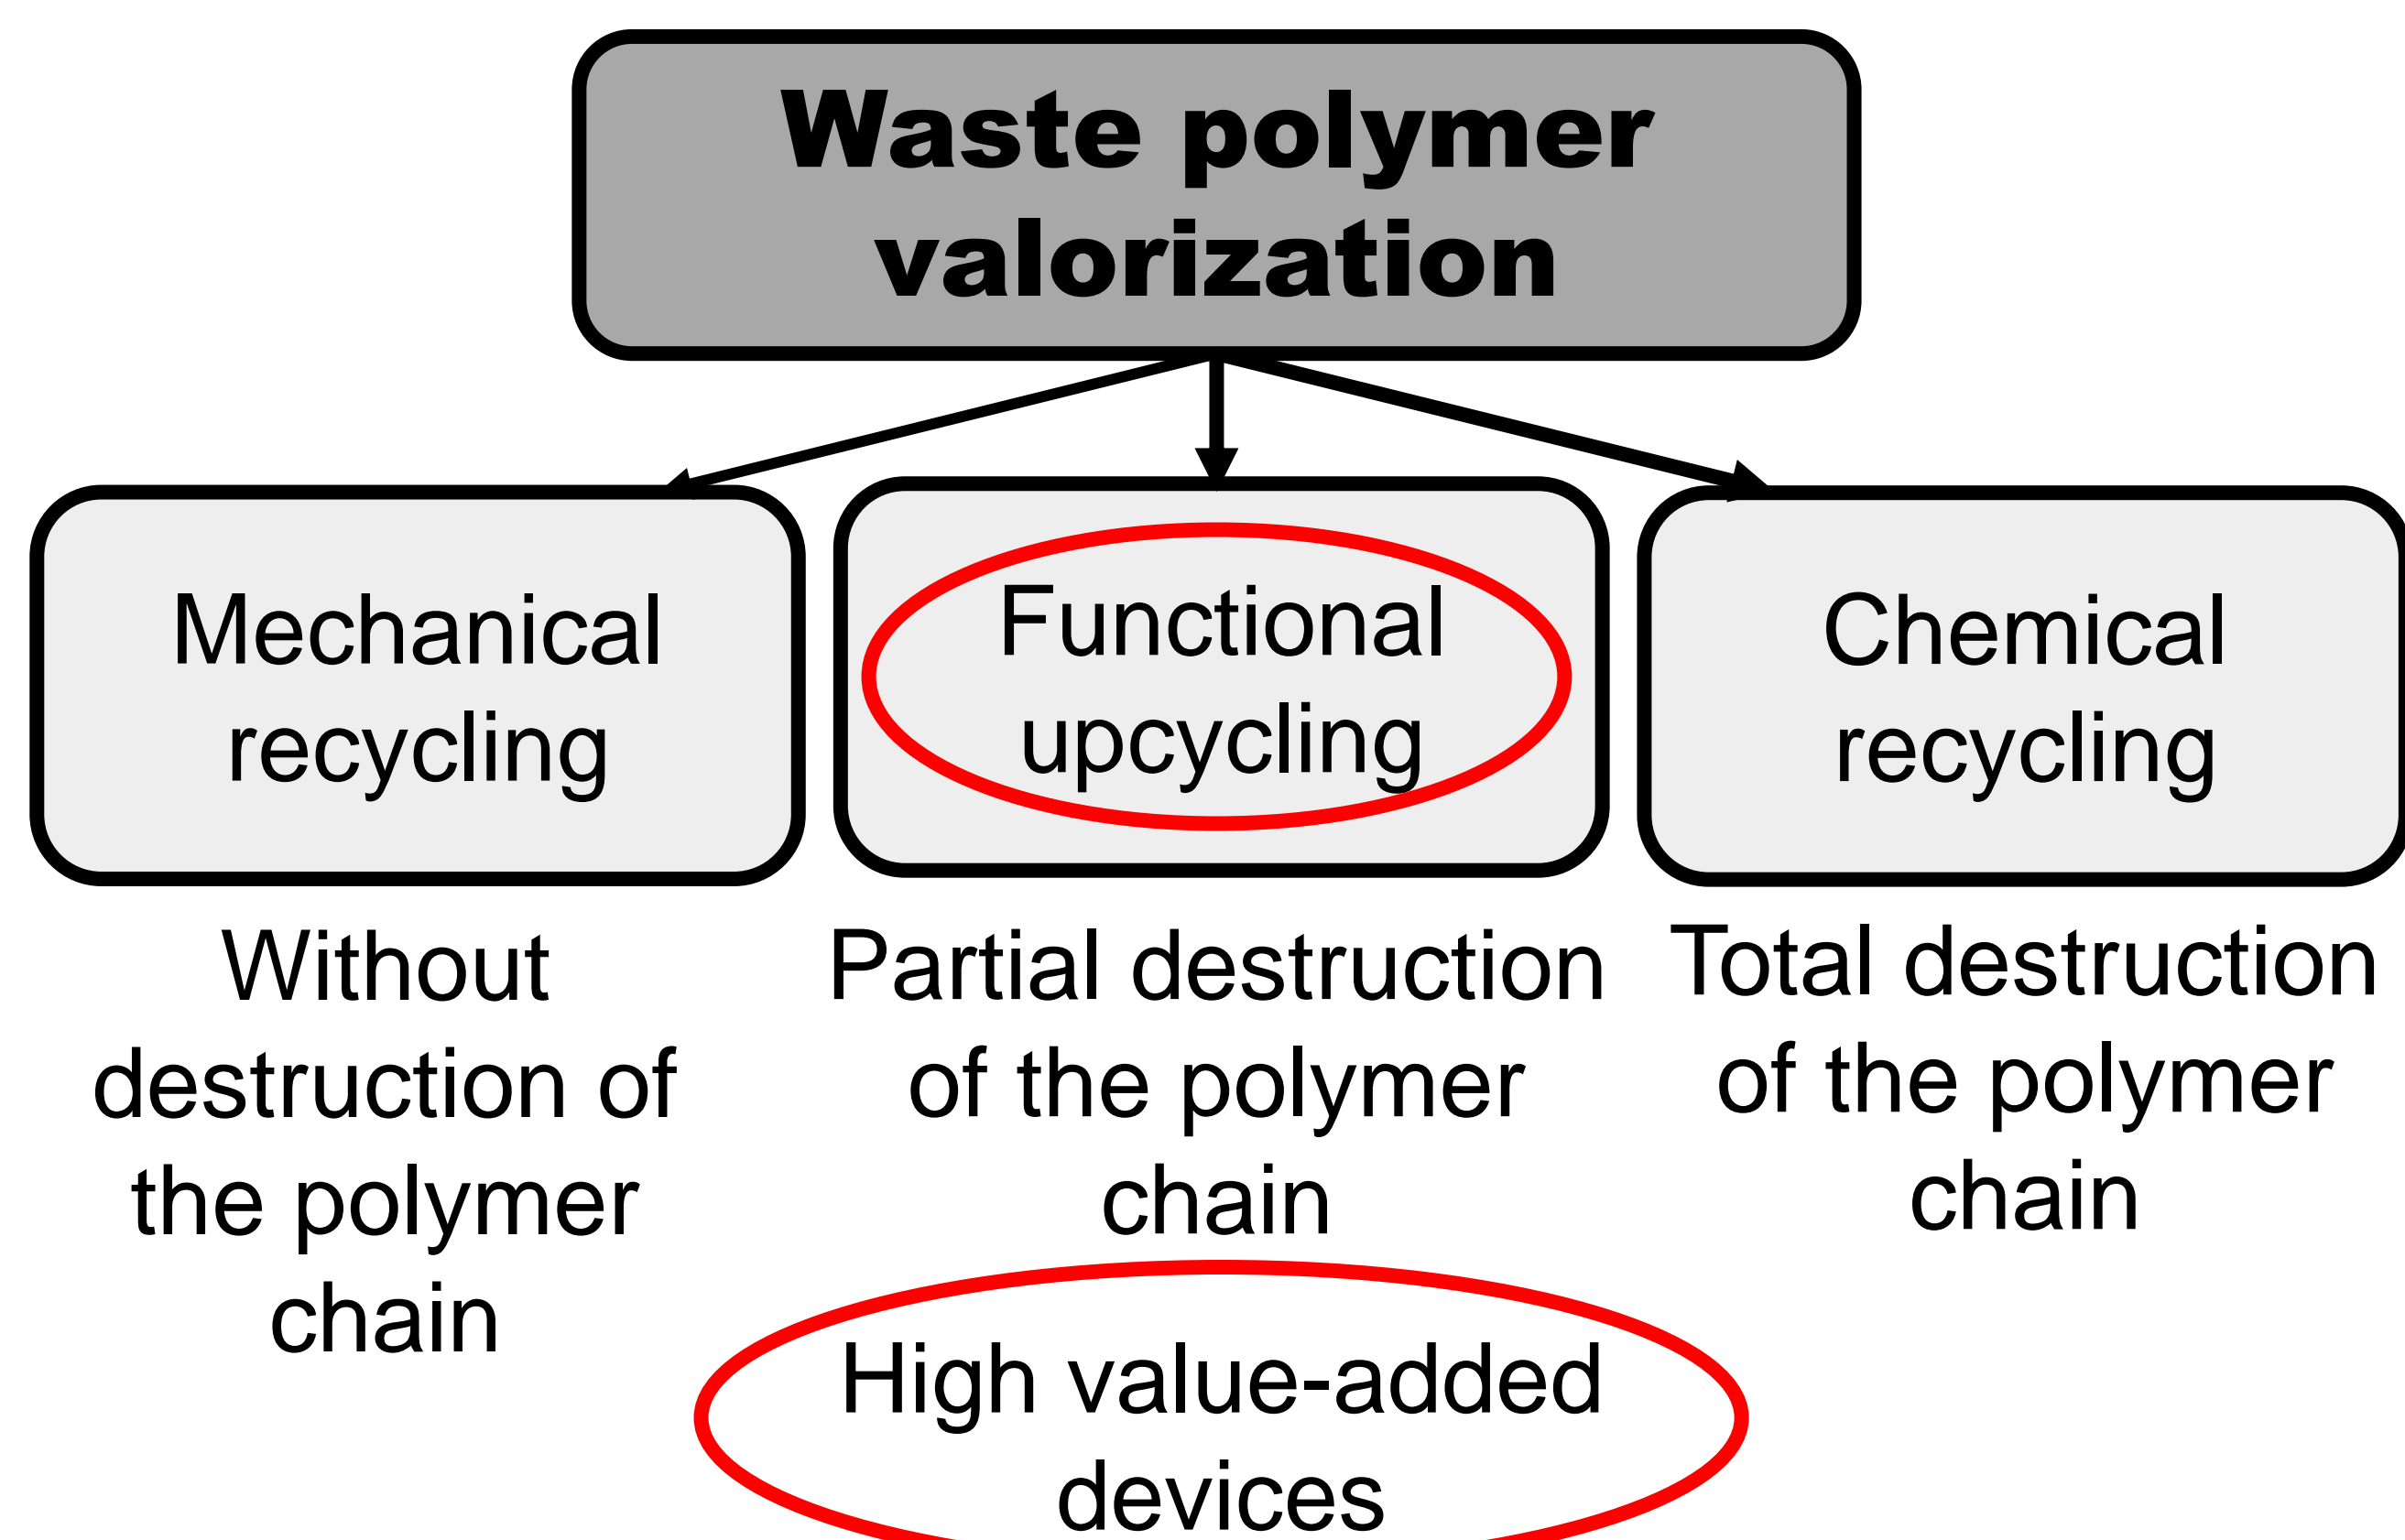 Waste polymer
valorization
Mechanical
recycling
Functional
upcycling
Chemical
recycling
Without
destruction of
the polymer
chain
Partial destruction
of the polymer
chain
Total destruction
of the polymer
chain
High value-added
devices